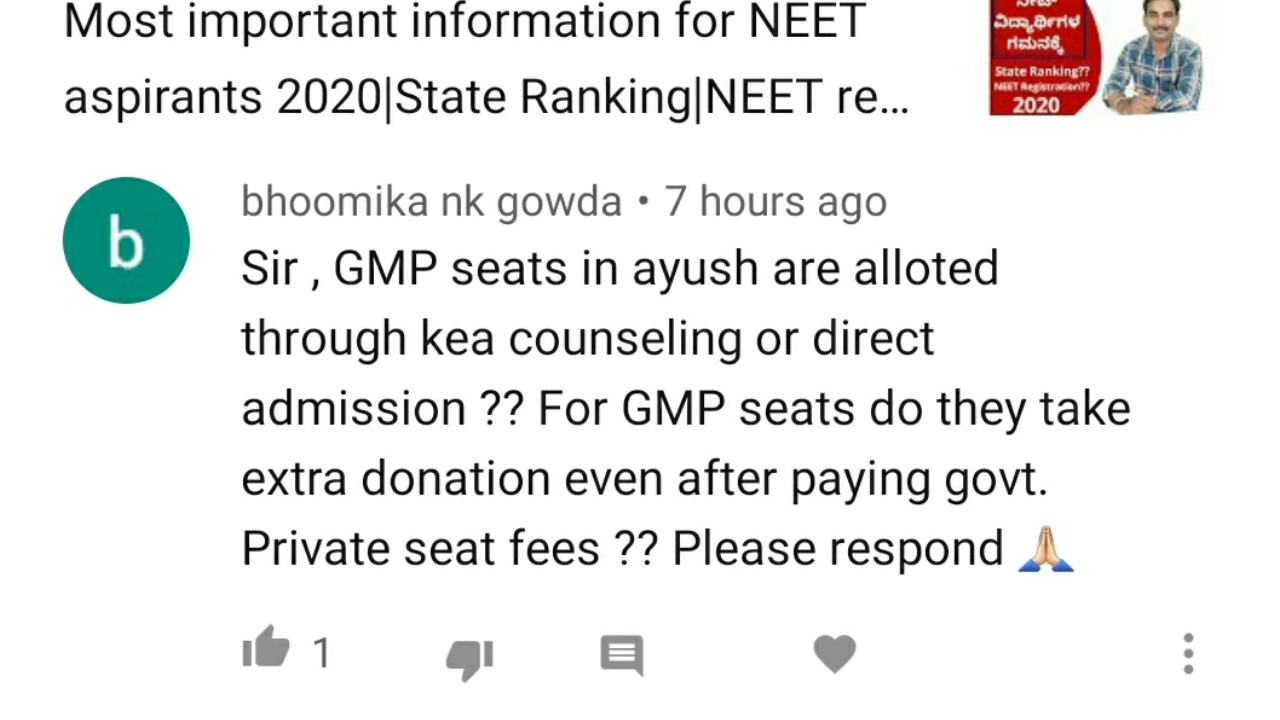 Most important information for NEET
aspirants 2020|State Ranking|NEET re...
ನೀಟ್
ವಿದ್ಯಾರ್ಥಿಗಳ
ಗಮನಕ್ಕೆ
State Ranking??
NEET Registration??
2020
b
bhoomika nk gowda • 7 hours ago
Sir , GMP seats in ayush are alloted
through kea counseling or direct
admission ?? For GMP seats do they take
extra donation even after paying govt.
Private seat fees ?? Please respond 🙏🏻
1